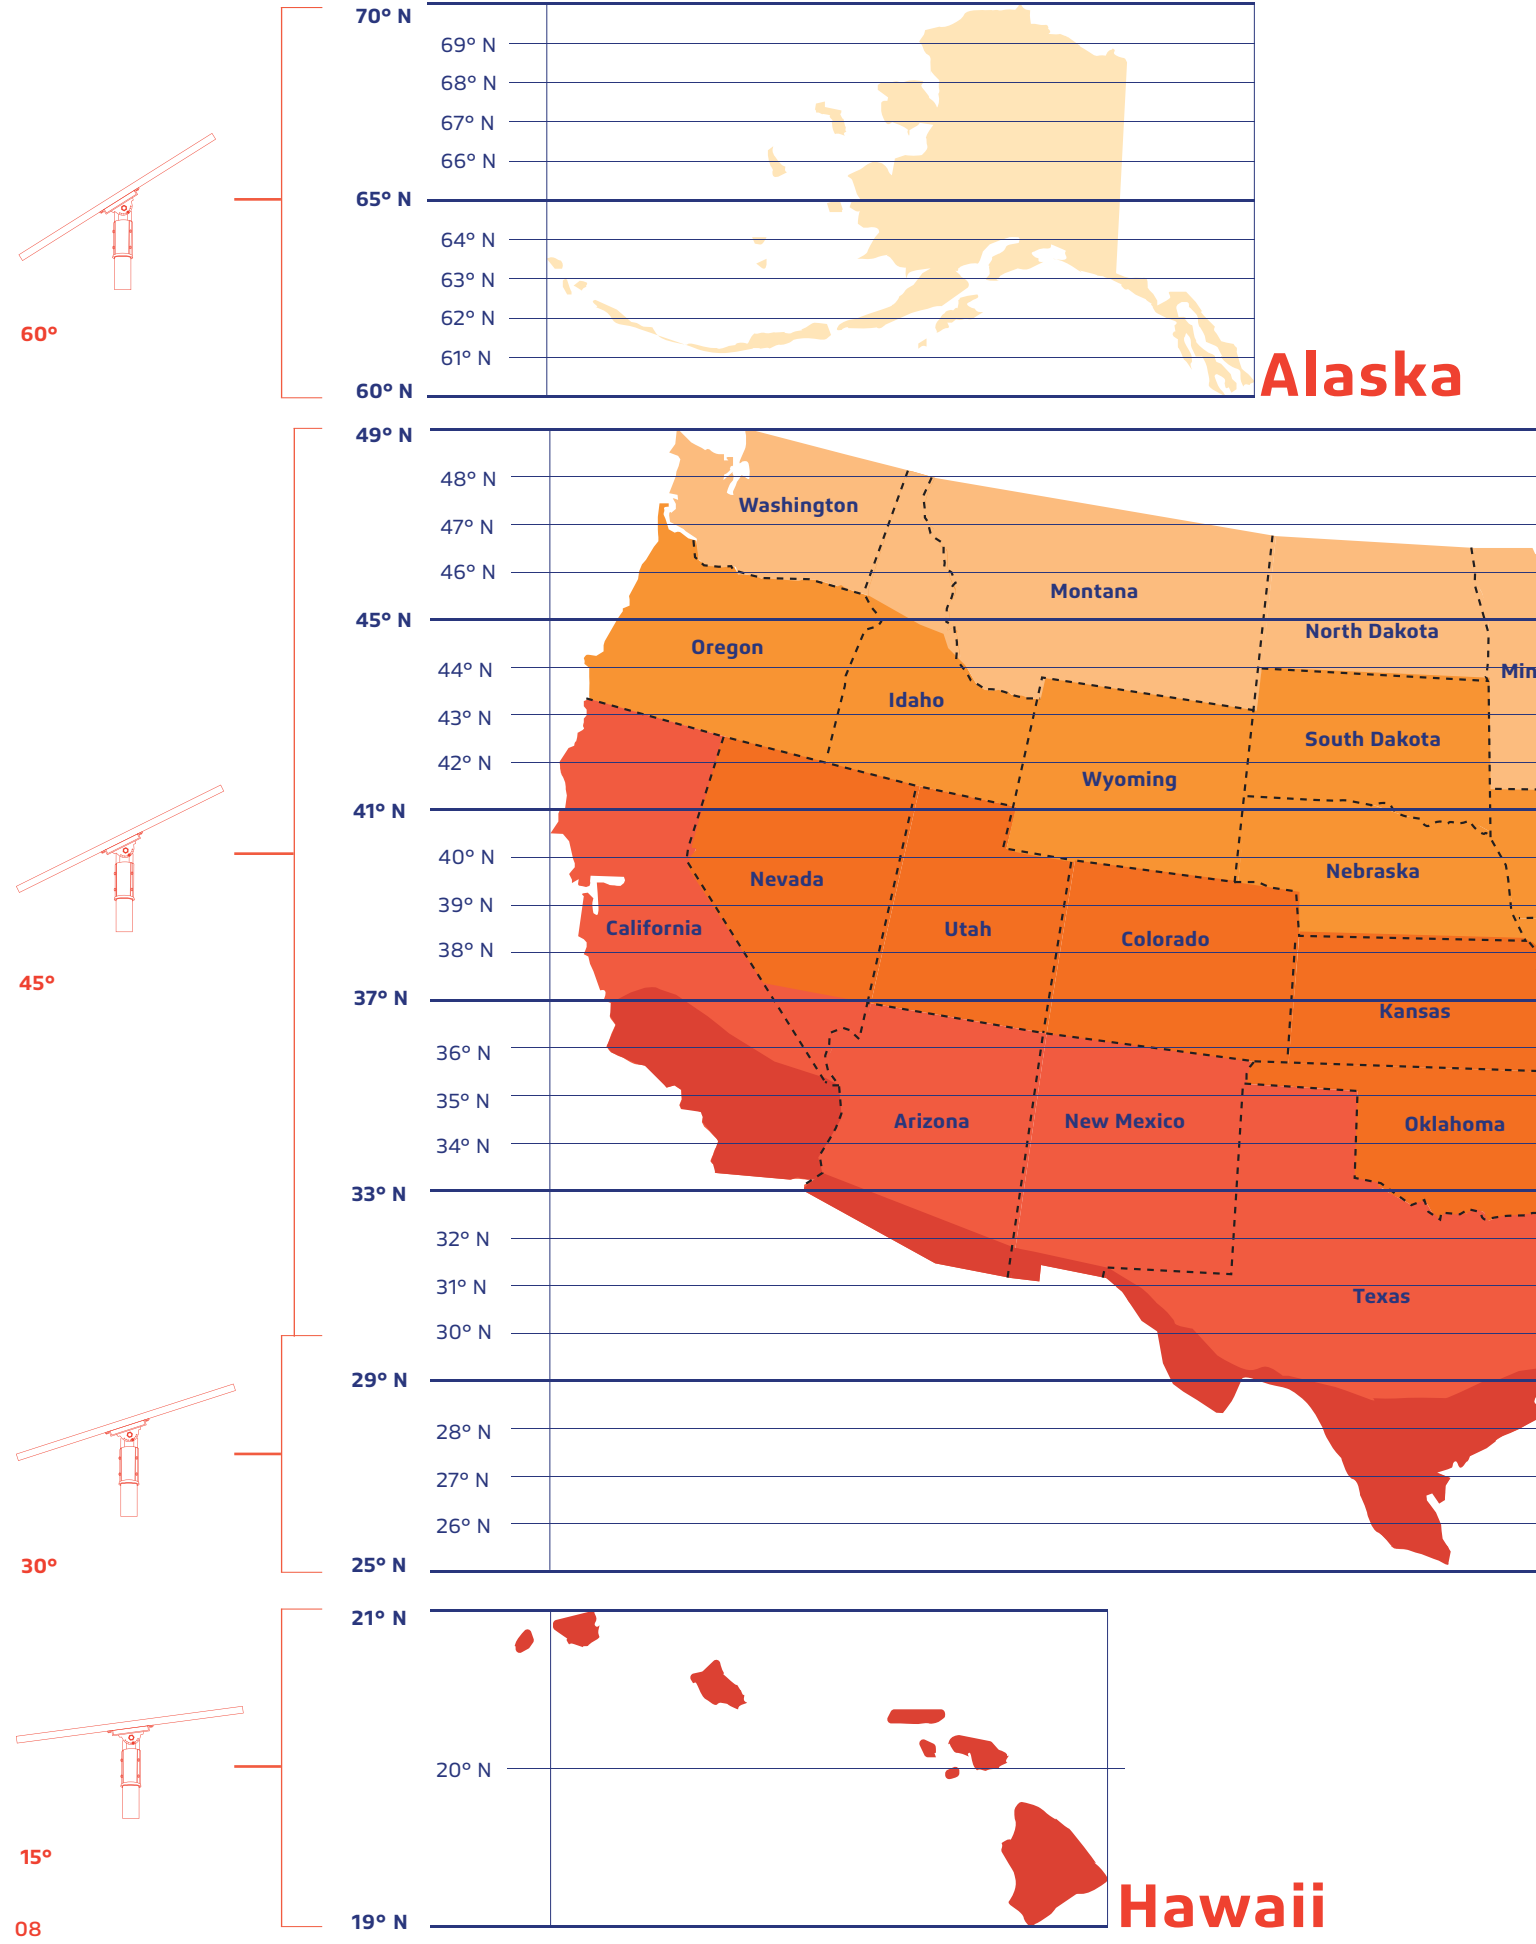 70° N
69° N
68° N
67° N
66° N
65° N
64° N
63° N
62° N
61° N
60° N
60°
Alaska
49° N
48° N
47° N
46° N
45° N
44° N
43° N
42° N
41° N
40° N
39° N
38° N
37° N
36° N
35° N
34° N
33° N
32° N
31° N
30° N
29° N
28° N
27° N
26° N
25° N
45°
30°
Washington
Montana
North Dakota
Oregon
Min
Idaho
South Dakota
Wyoming
Nebraska
Nevada
California
Utah
Colorado
Kansas
Arizona
New Mexico
Oklahoma
Texas
21° N
20° N
19° N
15°
Hawaii
08